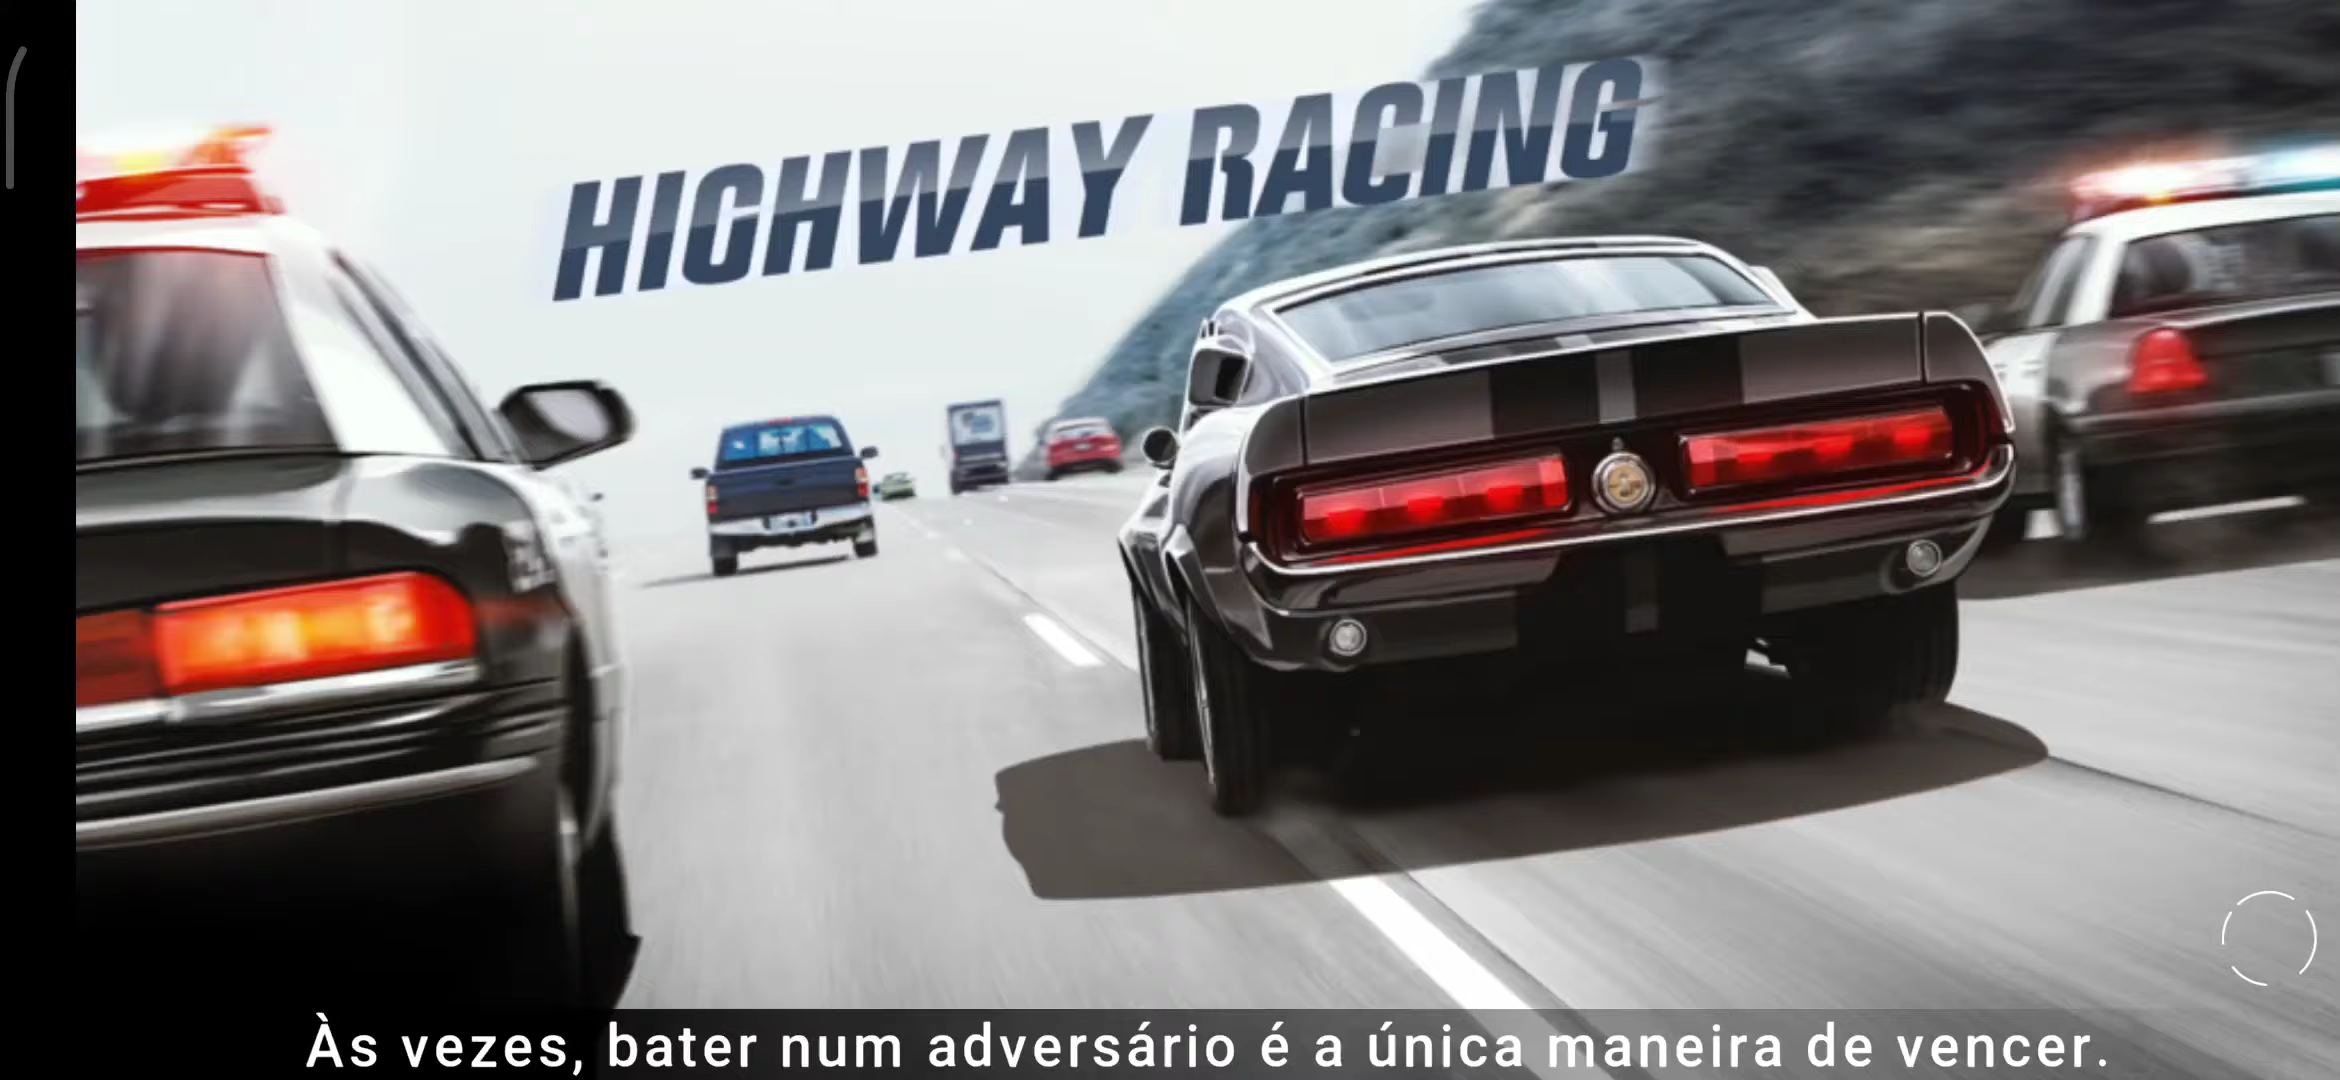 HIGHWAY RACING
Às vezes, bater num adversário é a única maneira de vencer.